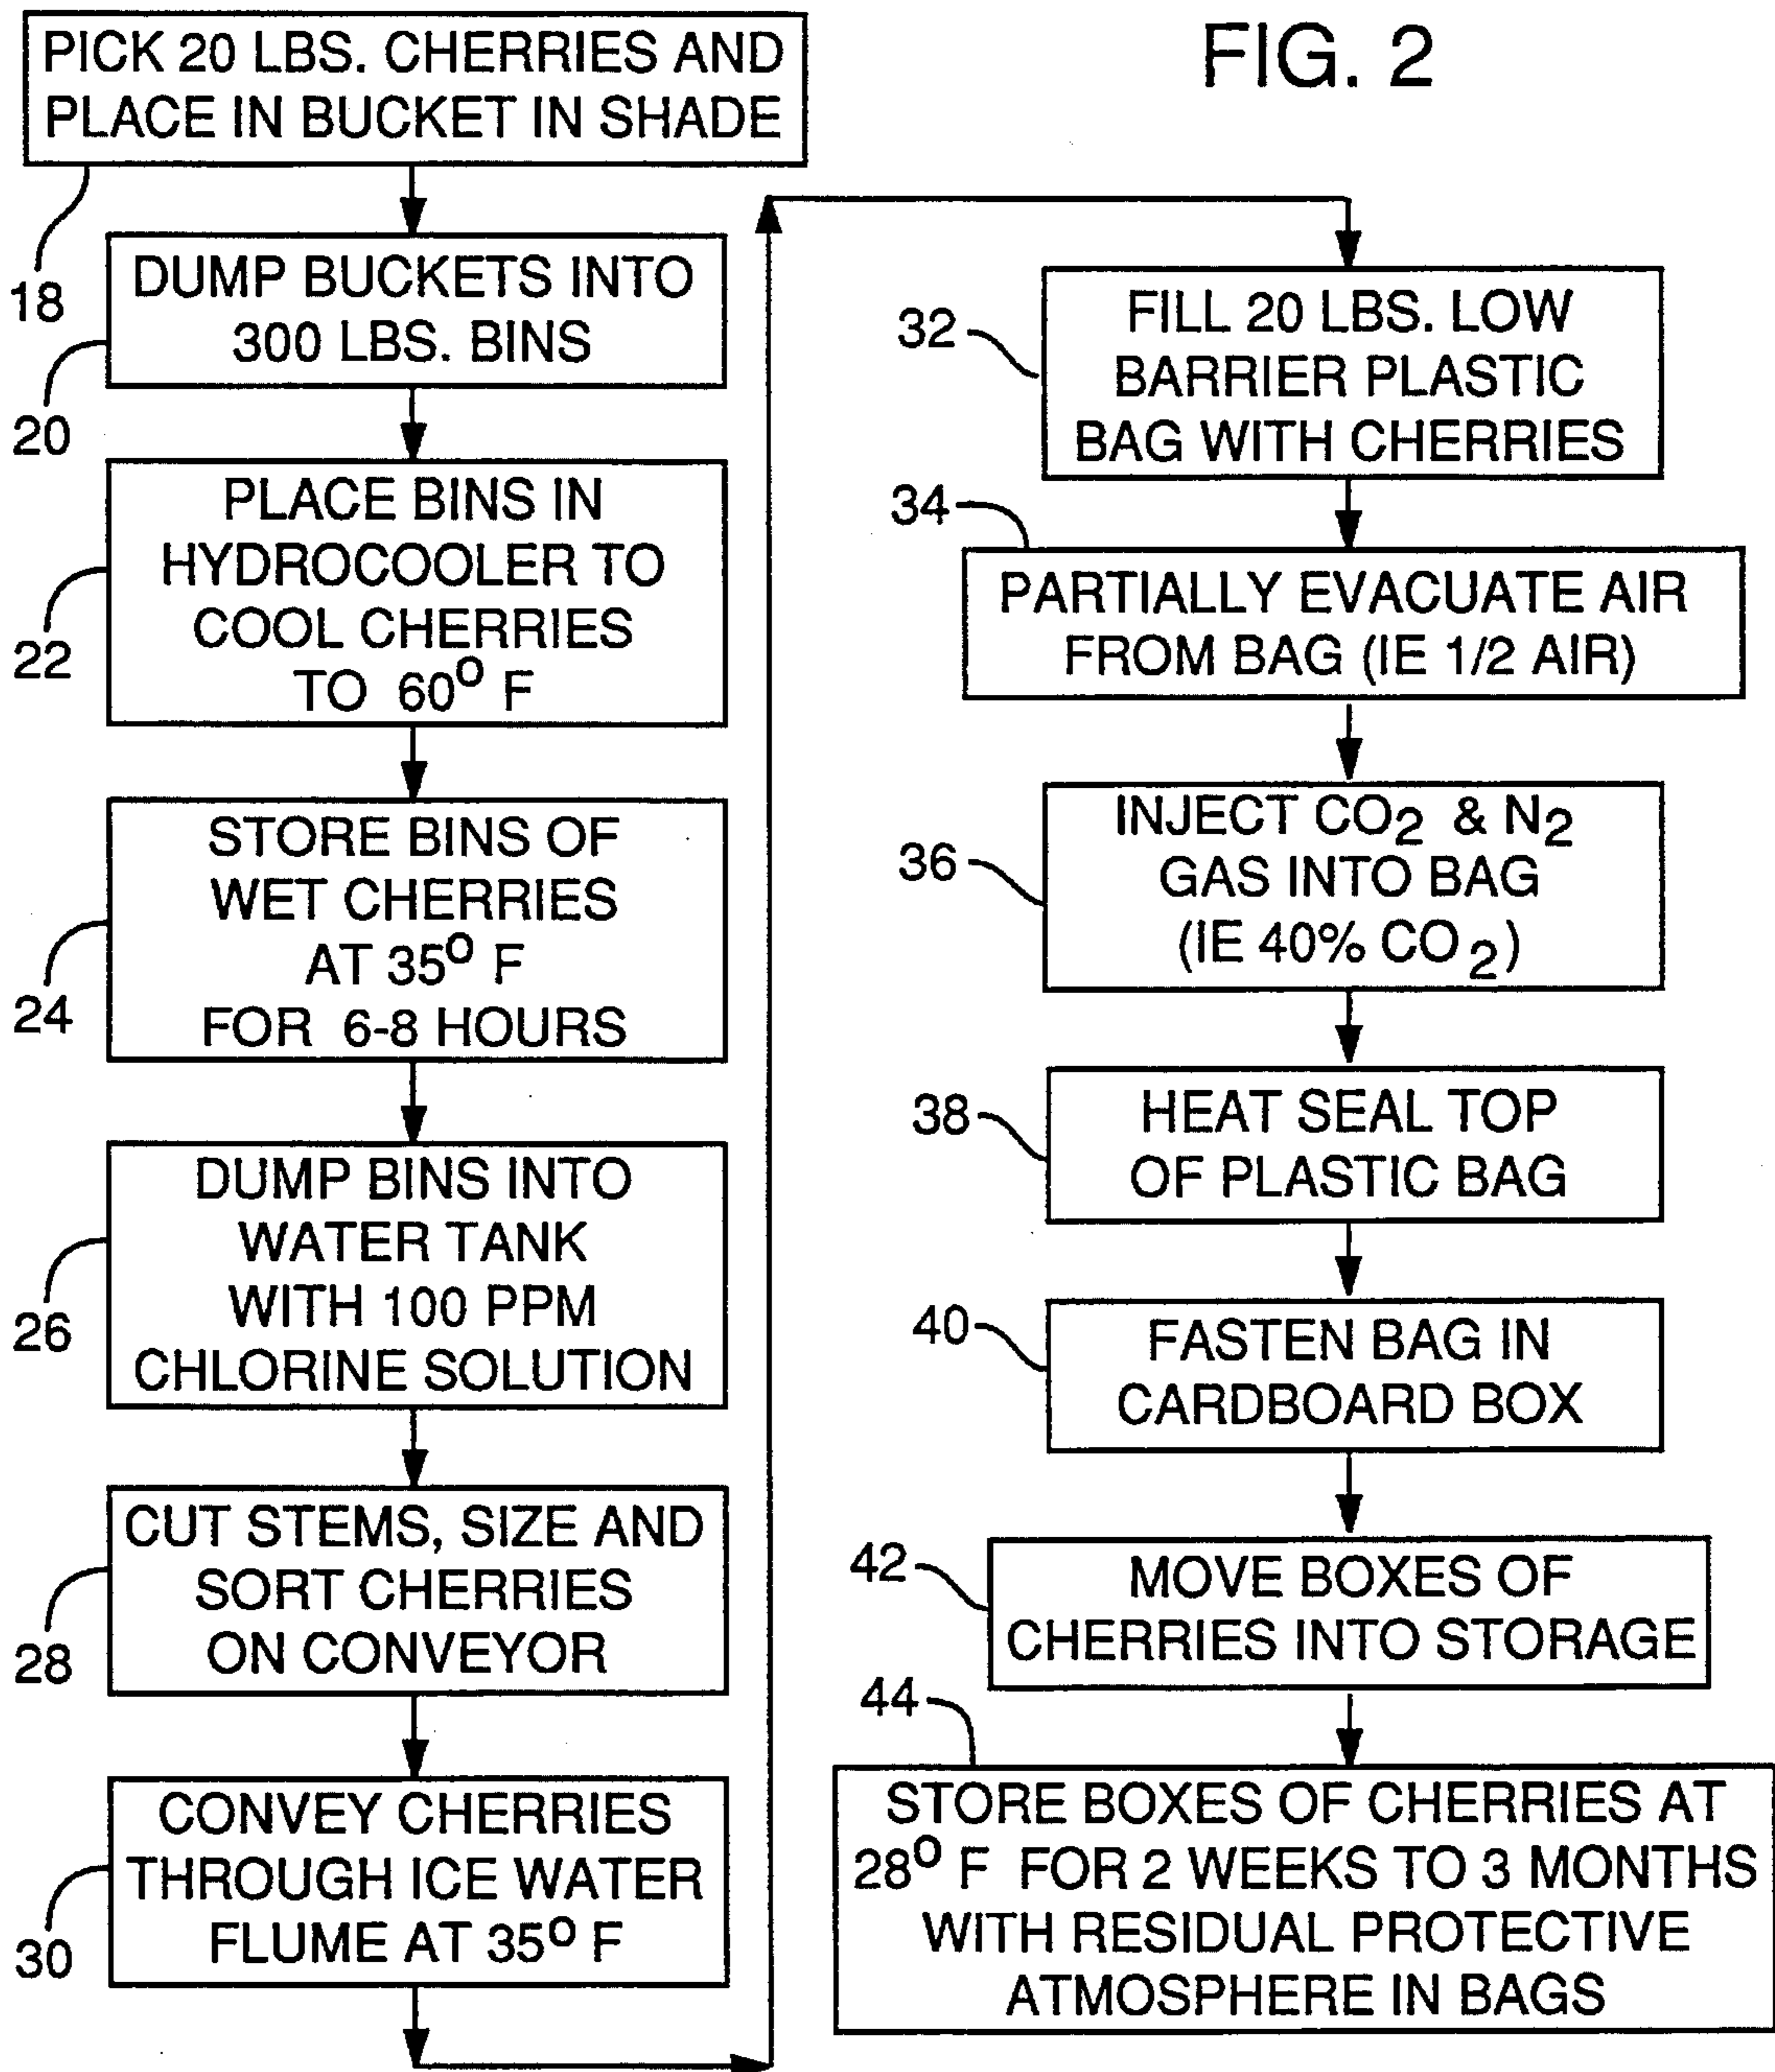 FIG. 2
PICK 20 LBS. CHERRIES AND
PLACE IN BUCKET IN SHADE
18
DUMP BUCKETS INTO
300 LBS. BINS
20
PLACE BINS IN
HYDROCOOLER TO
COOL CHERRIES
TO 60° F
22
STORE BINS OF
WET CHERRIES
AT 35° F
FOR 6-8 HOURS
24
DUMP BINS INTO
WATER TANK
WITH 100 PPM
CHLORINE SOLUTION
26
CUT STEMS, SIZE AND
SORT CHERRIES
ON CONVEYOR
28
CONVEY CHERRIES
THROUGH ICE WATER
FLUME AT 35° F
30
32
FILL 20 LBS. LOW
BARRIER PLASTIC
BAG WITH CHERRIES
34
PARTIALLY EVACUATE AIR
FROM BAG (IE 1/2 AIR)
36
INJECT CO₂ & N₂
GAS INTO BAG
(IE 40% CO₂)
38
HEAT SEAL TOP
OF PLASTIC BAG
40
FASTEN BAG IN
CARDBOARD BOX
42
MOVE BOXES OF
CHERRIES INTO STORAGE
44
STORE BOXES OF CHERRIES AT
28° F FOR 2 WEEKS TO 3 MONTHS
WITH RESIDUAL PROTECTIVE
ATMOSPHERE IN BAGS